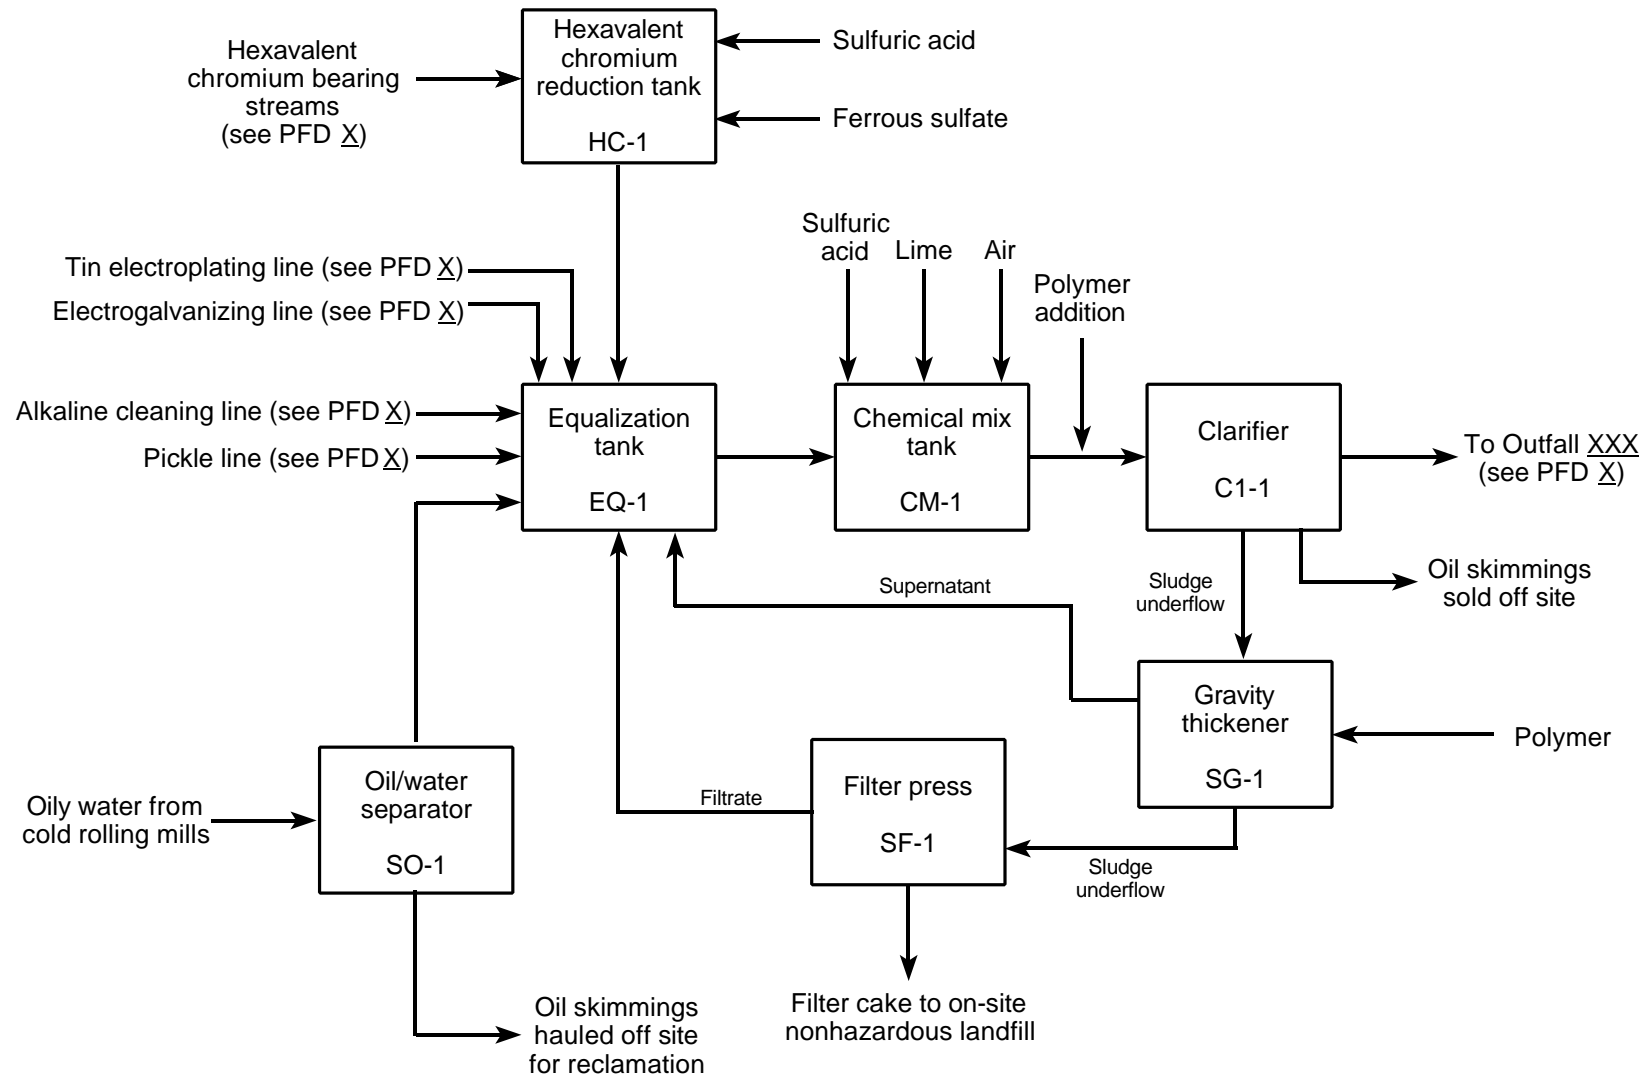 Hexavalent
chromium bearing
streams
(see PFD X)
Hexavalent
chromium
reduction tank
HC-1
Sulfuric acid
Ferrous sulfate
Tin electroplating line (see PFD X)
Electrogalvanizing line (see PFD X)
Alkaline cleaning line (see PFD X)
Pickle line (see PFD X)
Equalization
tank
EQ-1
Sulfuric
acid
Lime
Air
Polymer
addition
Chemical mix
tank
CM-1
Clarifier
C1-1
To Outfall XXX
(see PFD X)
Oil skimmings
sold off site
Sludge
underflow
Supernatant
Gravity
thickener
SG-1
Polymer
Oily water from
cold rolling mills
Oil/water
separator
SO-1
Filtrate
Filter press
SF-1
Sludge
underflow
Oil skimmings
hauled off site
for reclamation
Filter cake to on-site
nonhazardous landfill